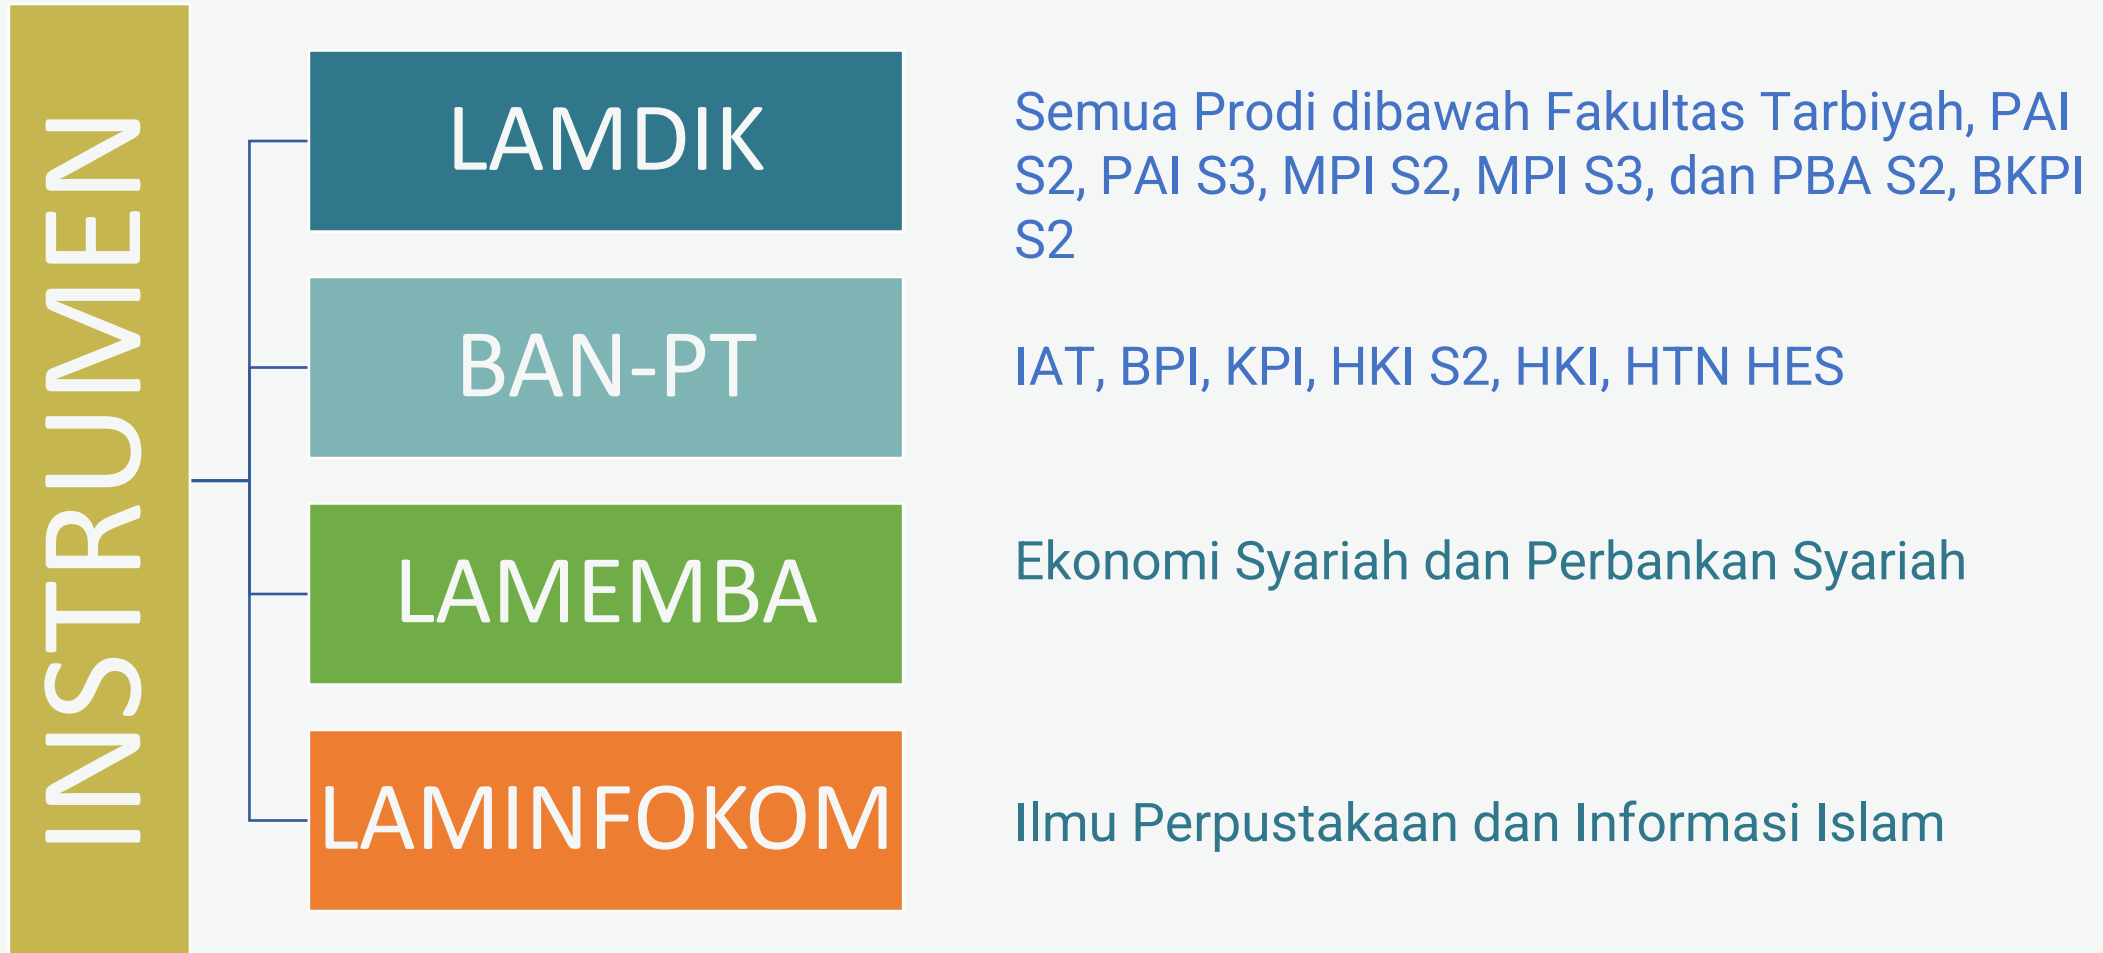 INSTRUMEN
LAMDIK
Semua Prodi dibawah Fakultas Tarbiyah, PAI
S2, PAI S3, MPI S2, MPI S3, dan PBA S2, BKPI
S2
BAN-PT
IAT, BPI, KPI, HKI S2, HKI, HTN HES
LAMEMBA
Ekonomi Syariah dan Perbankan Syariah
LAMINFOKOM
Ilmu Perpustakaan dan Informasi Islam